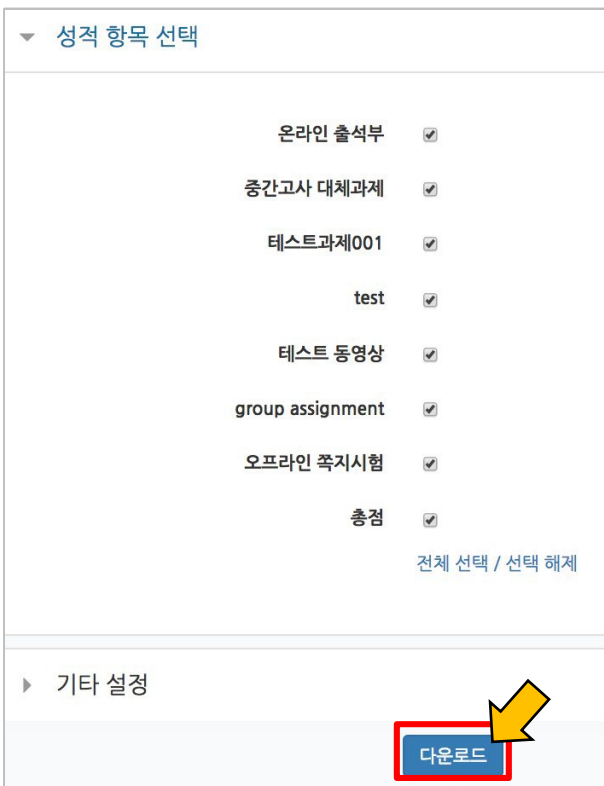 성적 항목 선택
온라인 출석부
중간고사 대체과제
테스트과제001
test
테스트 동영상
group assignment
오프라인 쪽지시험
총점
전체 선택 / 선택 해제
기타 설정
다운로드